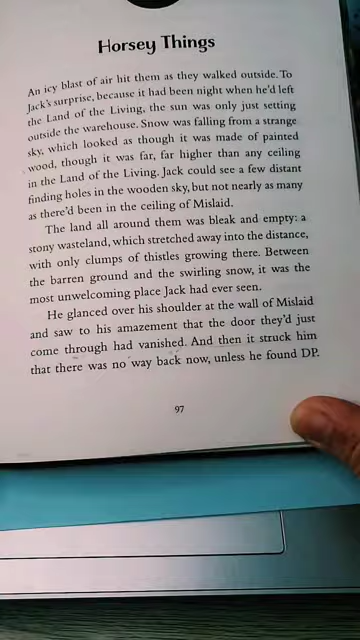 Horsey Things
An icy blast of air hit them as they walked outside. To
Jack's surprise, because it had been night when he'd left
the Land of the Living, the sun was only just setting
outside the warehouse. Snow was falling from a strange
sky, which looked as though it was made of painted
wood, though it was far, far higher than any ceiling
in the Land of the Living. Jack could see a few distant
finding holes in the wooden sky, but not nearly as many
as there'd been in the ceiling of Mislaid.
The land all around them was bleak and empty: a
stony wasteland, which stretched away into the distance,
with only clumps of thistles growing there. Between
the barren ground and the swirling snow, it was the
most unwelcoming place Jack had ever seen.
He glanced over his shoulder at the wall of Mislaid
and saw to his amazement that the door they'd just
come through had vanished. And then it struck him
that there was no way back now, unless he found DP.
97